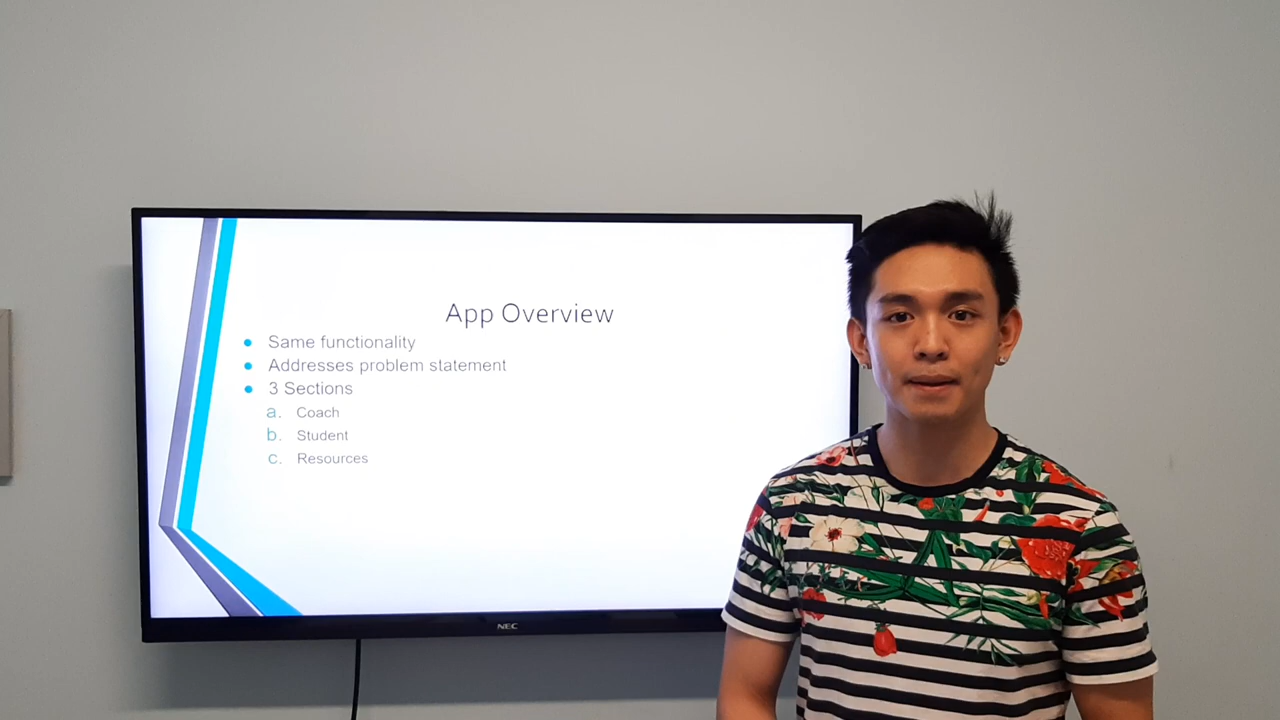 App Overview
● Same functionality
● Addresses problem statement
● 3 Sections
a. Coach
b. Student
c. Resources
NEC